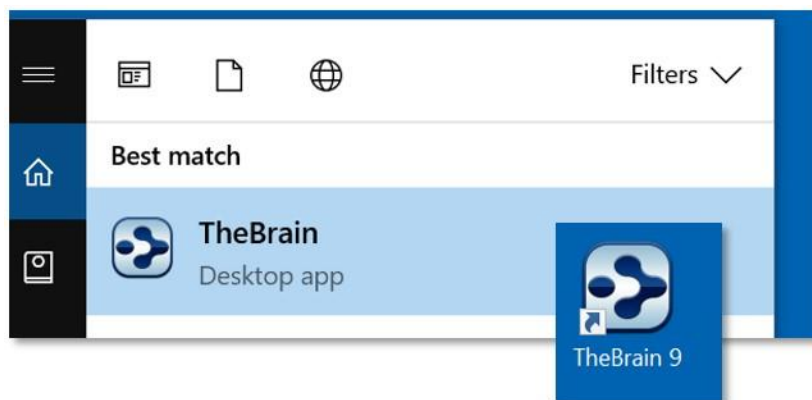 Filters
Best match
TheBrain
Desktop app
TheBrain 9